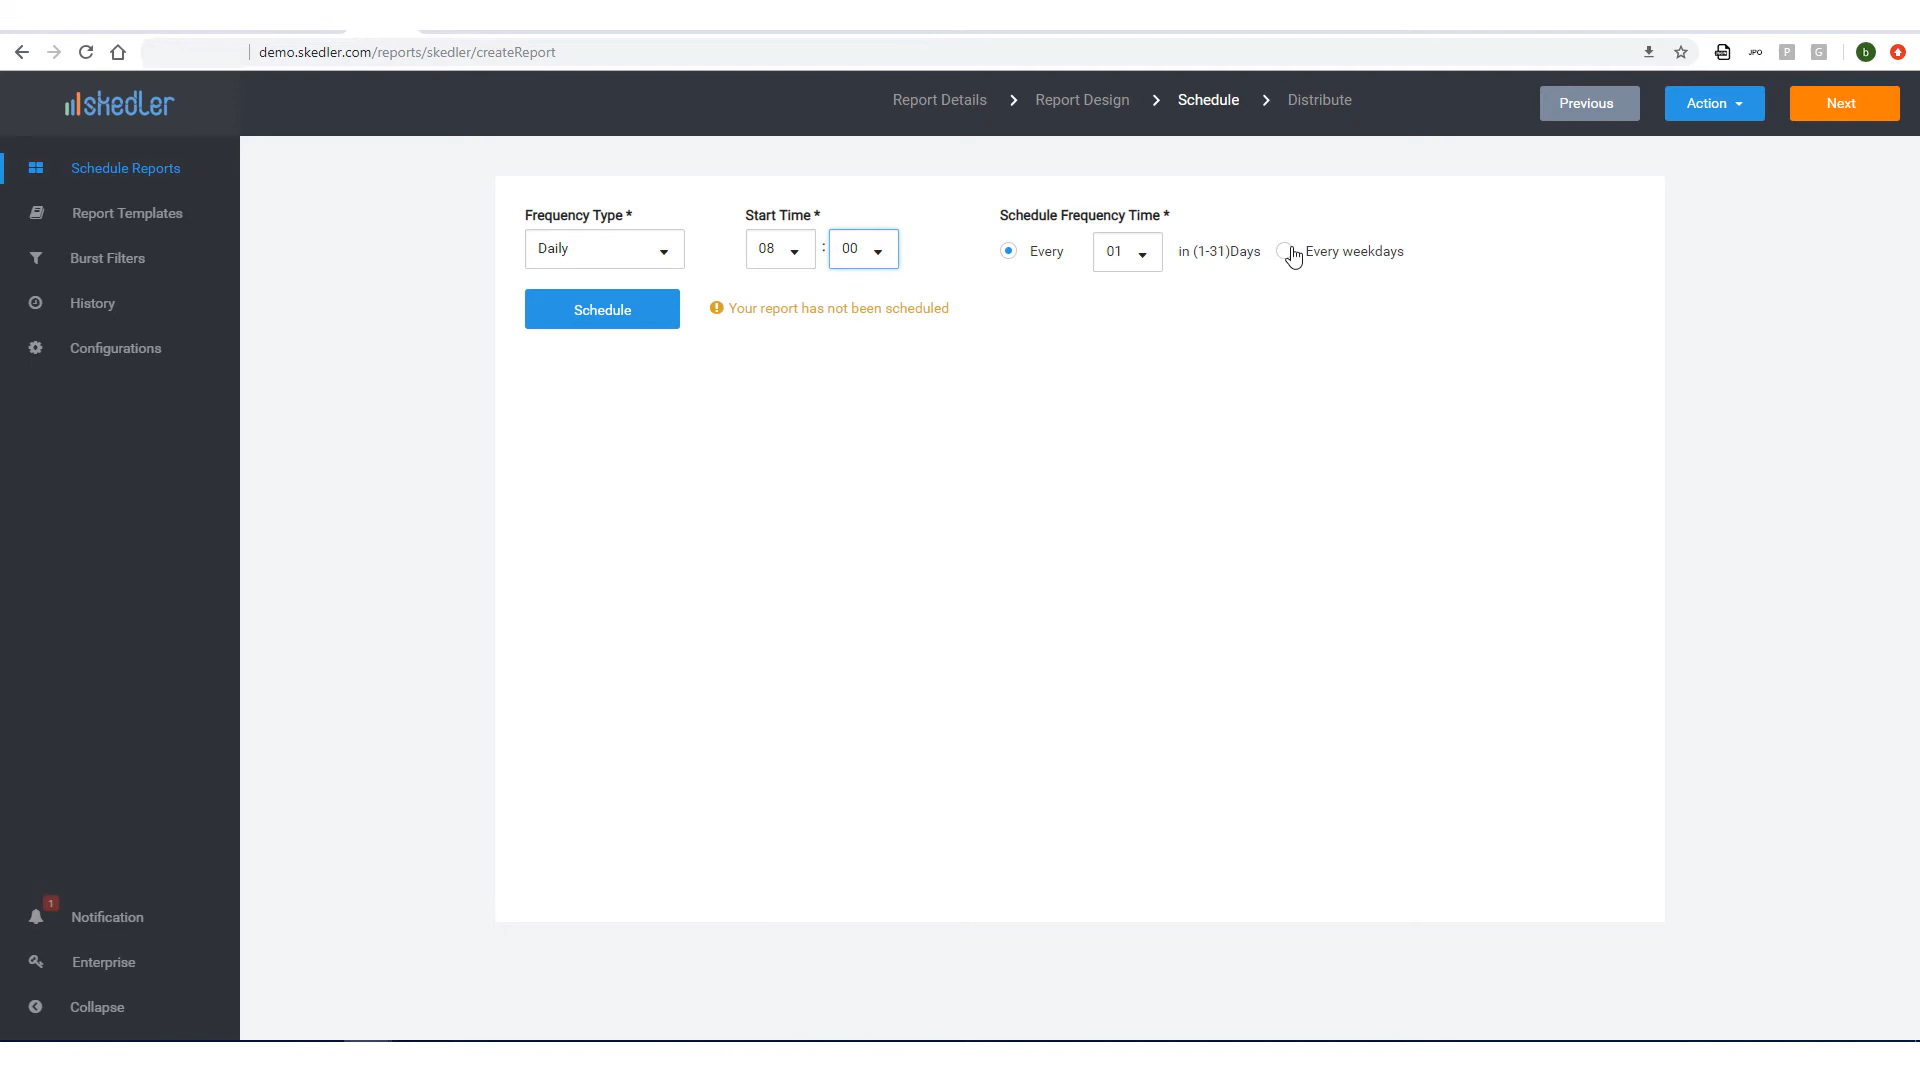 demo.skedler.com/reports/skedler/createReport
JPO
P
G
b
skedler
Report Details
Report Design
Schedule
Distribute
Previous
Action
Next
Schedule Reports
Report Templates
Burst Filters
History
Configurations
Frequency Type *
Start Time *
Schedule Frequency Time *
Daily
08
:
00
Every
01
in (1-31)Days
Every weekdays
Schedule
Your report has not been scheduled
1
Notification
Enterprise
Collapse